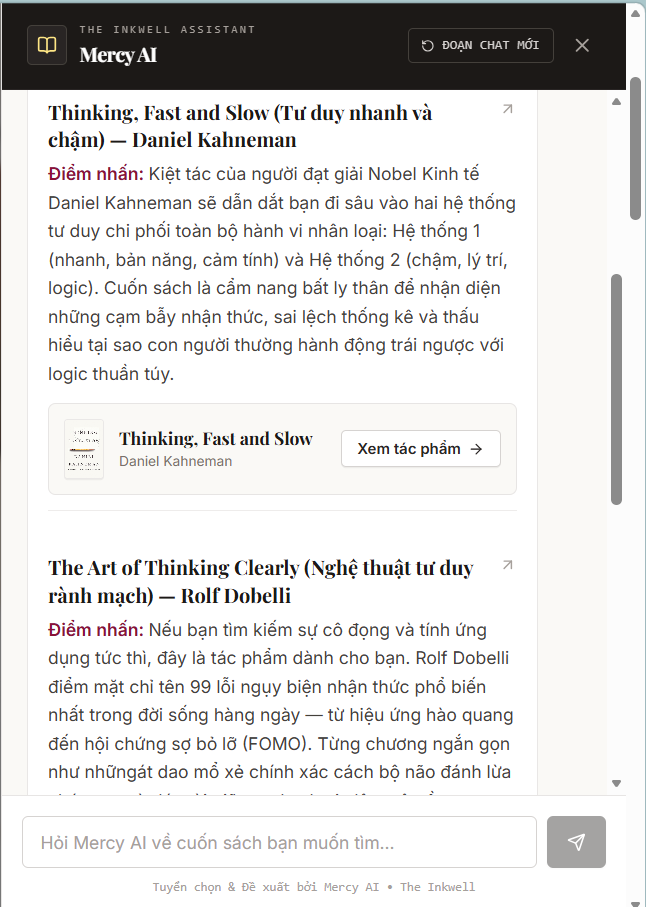 THE INKWELL ASSISTANT
Mercy AI
ĐOẠN CHAT MỚI
Thinking, Fast and Slow (Tư duy nhanh và
chậm) — Daniel Kahneman
Điểm nhấn: Kiệt tác của người đạt giải Nobel Kinh tế
Daniel Kahneman sẽ dẫn dắt bạn đi sâu vào hai hệ thống
tư duy chi phối toàn bộ hành vi nhân loại: Hệ thống 1
(nhanh, bản năng, cảm tính) và Hệ thống 2 (chậm, lý trí,
logic). Cuốn sách là cẩm nang bất ly thân để nhận diện
những cạm bẫy nhận thức, sai lệch thống kê và thấu
hiểu tại sao con người thường hành động trái ngược với
logic thuần túy.
Thinking, Fast and Slow
Daniel Kahneman
Xem tác phẩm
The Art of Thinking Clearly (Nghệ thuật tư duy
rành mạch) — Rolf Dobelli
Điểm nhấn: Nếu bạn tìm kiếm sự cô đọng và tính ứng
dụng tức thì, đây là tác phẩm dành cho bạn. Rolf Dobelli
điểm mặt chỉ tên 99 lỗi ngụy biện nhận thức phổ biến
nhất trong đời sống hàng ngày — từ hiệu ứng hào quang
đến hội chứng sợ bỏ lỡ (FOMO). Từng chương ngắn gọn
như nhữngát dao mổ xẻ chính xác cách bộ não đánh lừa
Hỏi Mercy AI về cuốn sách bạn muốn tìm...
Tuyển chọn & Đề xuất bởi Mercy AI • The Inkwell